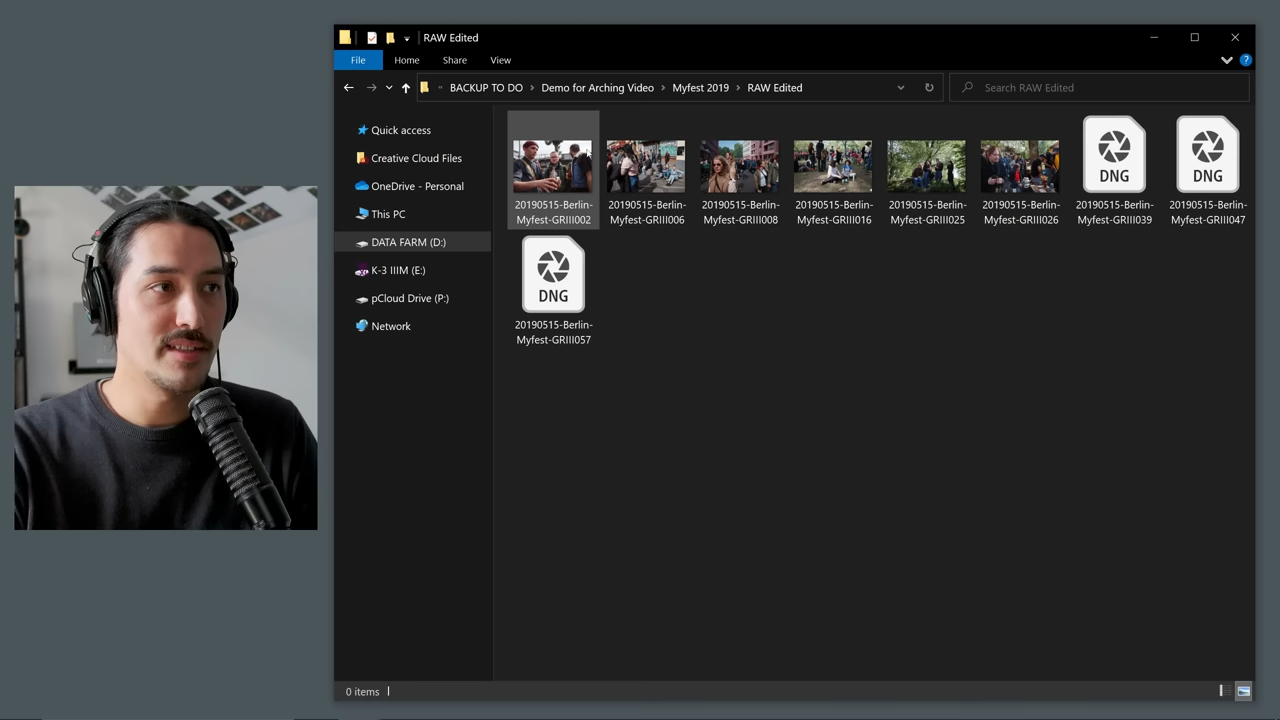 RAW Edited
File
Home
Share
View
?
« BACKUP TO DO › Demo for Arching Video › Myfest 2019 › RAW Edited
Search RAW Edited
Quick access
Creative Cloud Files
OneDrive - Personal
This PC
DATA FARM (D:)
K-3 IIIM (E:)
pCloud Drive (P:)
Network
20190515-Berlin-
Myfest-GRIII002
20190515-Berlin-
Myfest-GRIII006
20190515-Berlin-
Myfest-GRIII008
20190515-Berlin-
Myfest-GRIII016
20190515-Berlin-
Myfest-GRIII025
20190515-Berlin-
Myfest-GRIII026
DNG
20190515-Berlin-
Myfest-GRIII039
DNG
20190515-Berlin-
Myfest-GRIII047
DNG
20190515-Berlin-
Myfest-GRIII057
0 items